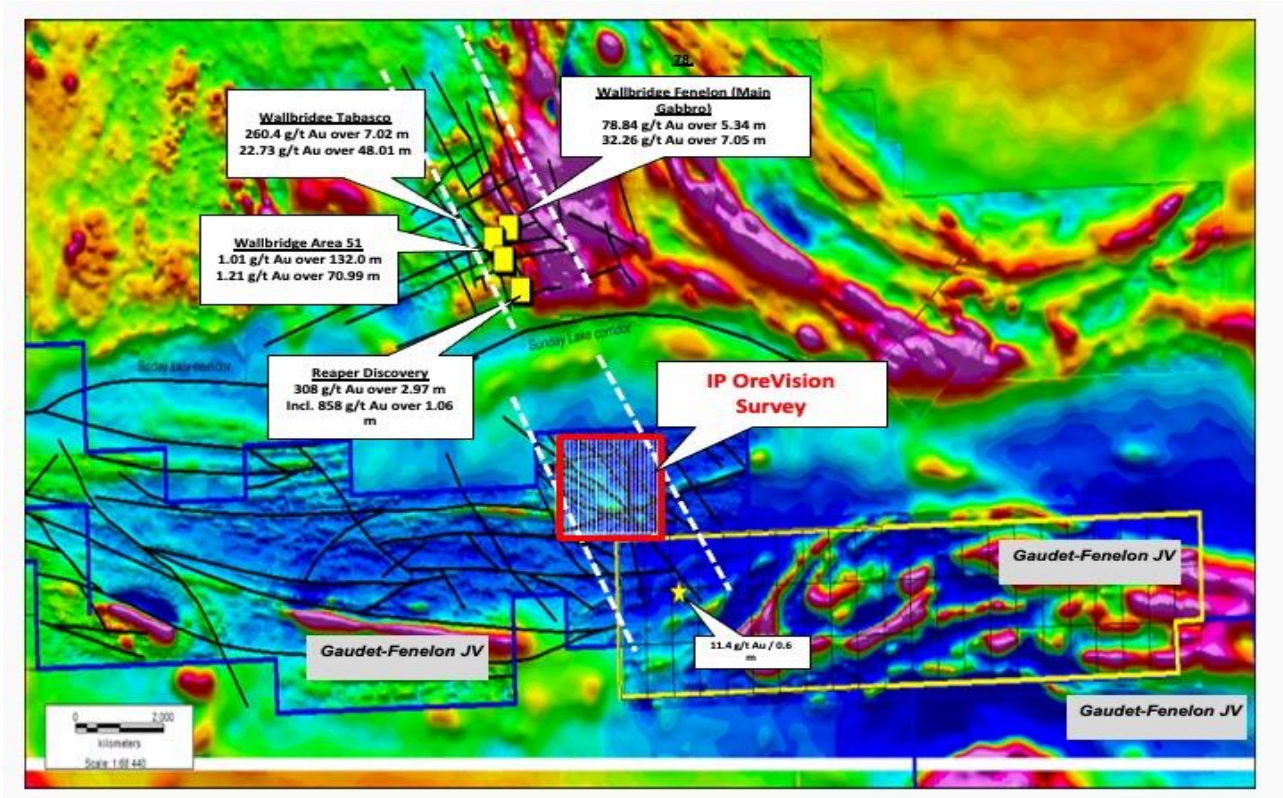 78.
Wallbridge Tabasco
260.4 g/t Au over 7.02 m
22.73 g/t Au over 48.01 m
Wallbridge Fenelon (Main
Gabbro)
78.84 g/t Au over 5.34 m
32.26 g/t Au over 7.05 m
Wallbridge Area 51
1.01 g/t Au over 132.0 m
1.21 g/t Au over 70.99 m
Sunday Lake corridor
Lake corridor
Reaper Discovery
308 g/t Au over 2.97 m
Incl. 858 g/t Au over 1.06
m
IP OreVision
Survey
Gaudet-Fenelon JV
Gaudet-Fenelon JV
11.4 g/t Au / 0.6
m
Gaudet-Fenelon JV
0 2,000
kilometers
Scale: 1:68 440